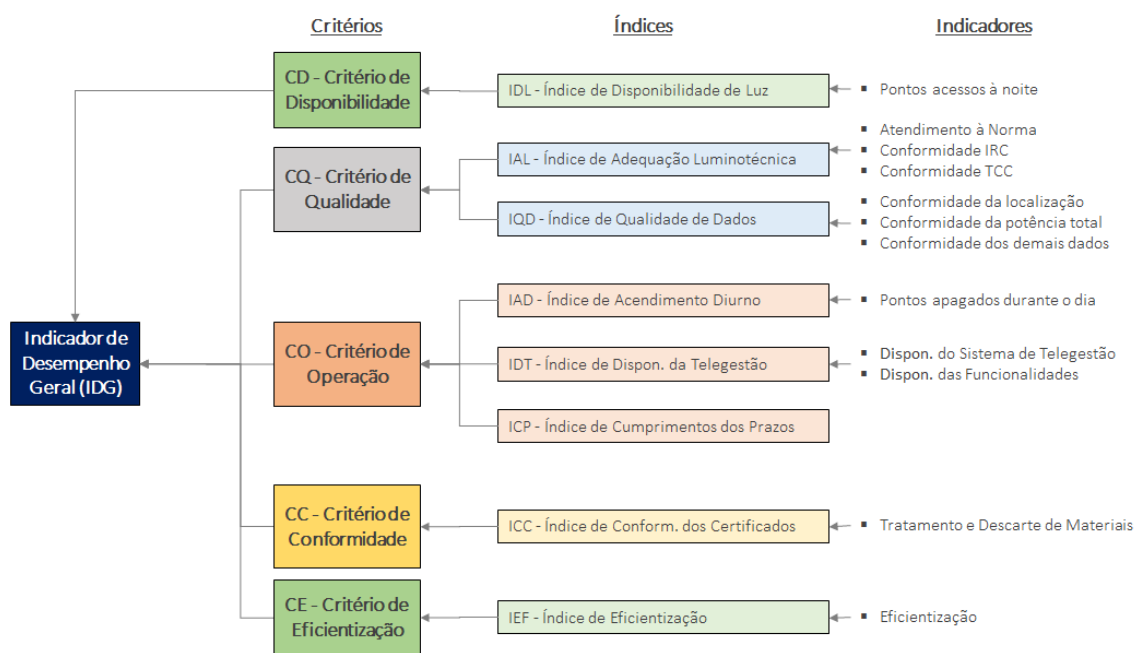 Critérios
Índices
Indicadores
CD - Critério de
Disponibilidade
IDL - Índice de Disponibilidade de Luz
▪ Pontos acessos à noite
CQ - Critério de
Qualidade
IAL - Índice de Adequação Luminotécnica
▪ Atendimento à Norma
▪ Conformidade IRC
▪ Conformidade TCC
IQD - Índice de Qualidade de Dados
▪ Conformidade da localização
▪ Conformidade da potência total
▪ Conformidade dos demais dados
Indicador de
Desempenho
Geral (IDG)
CO - Critério de
Operação
IAD - Índice de Acendimento Diurno
▪ Pontos apagados durante o dia
IDT - Índice de Dispon. da Telegestão
▪ Dispon. do Sistema de Telegestão
▪ Dispon. das Funcionalidades
ICP - Índice de Cumprimentos dos Prazos
CC - Critério de
Conformidade
ICC - Índice de Conform. dos Certificados
▪ Tratamento e Descarte de Materiais
CE - Critério de
Eficientização
IEF - Índice de Eficientização
▪ Eficientização